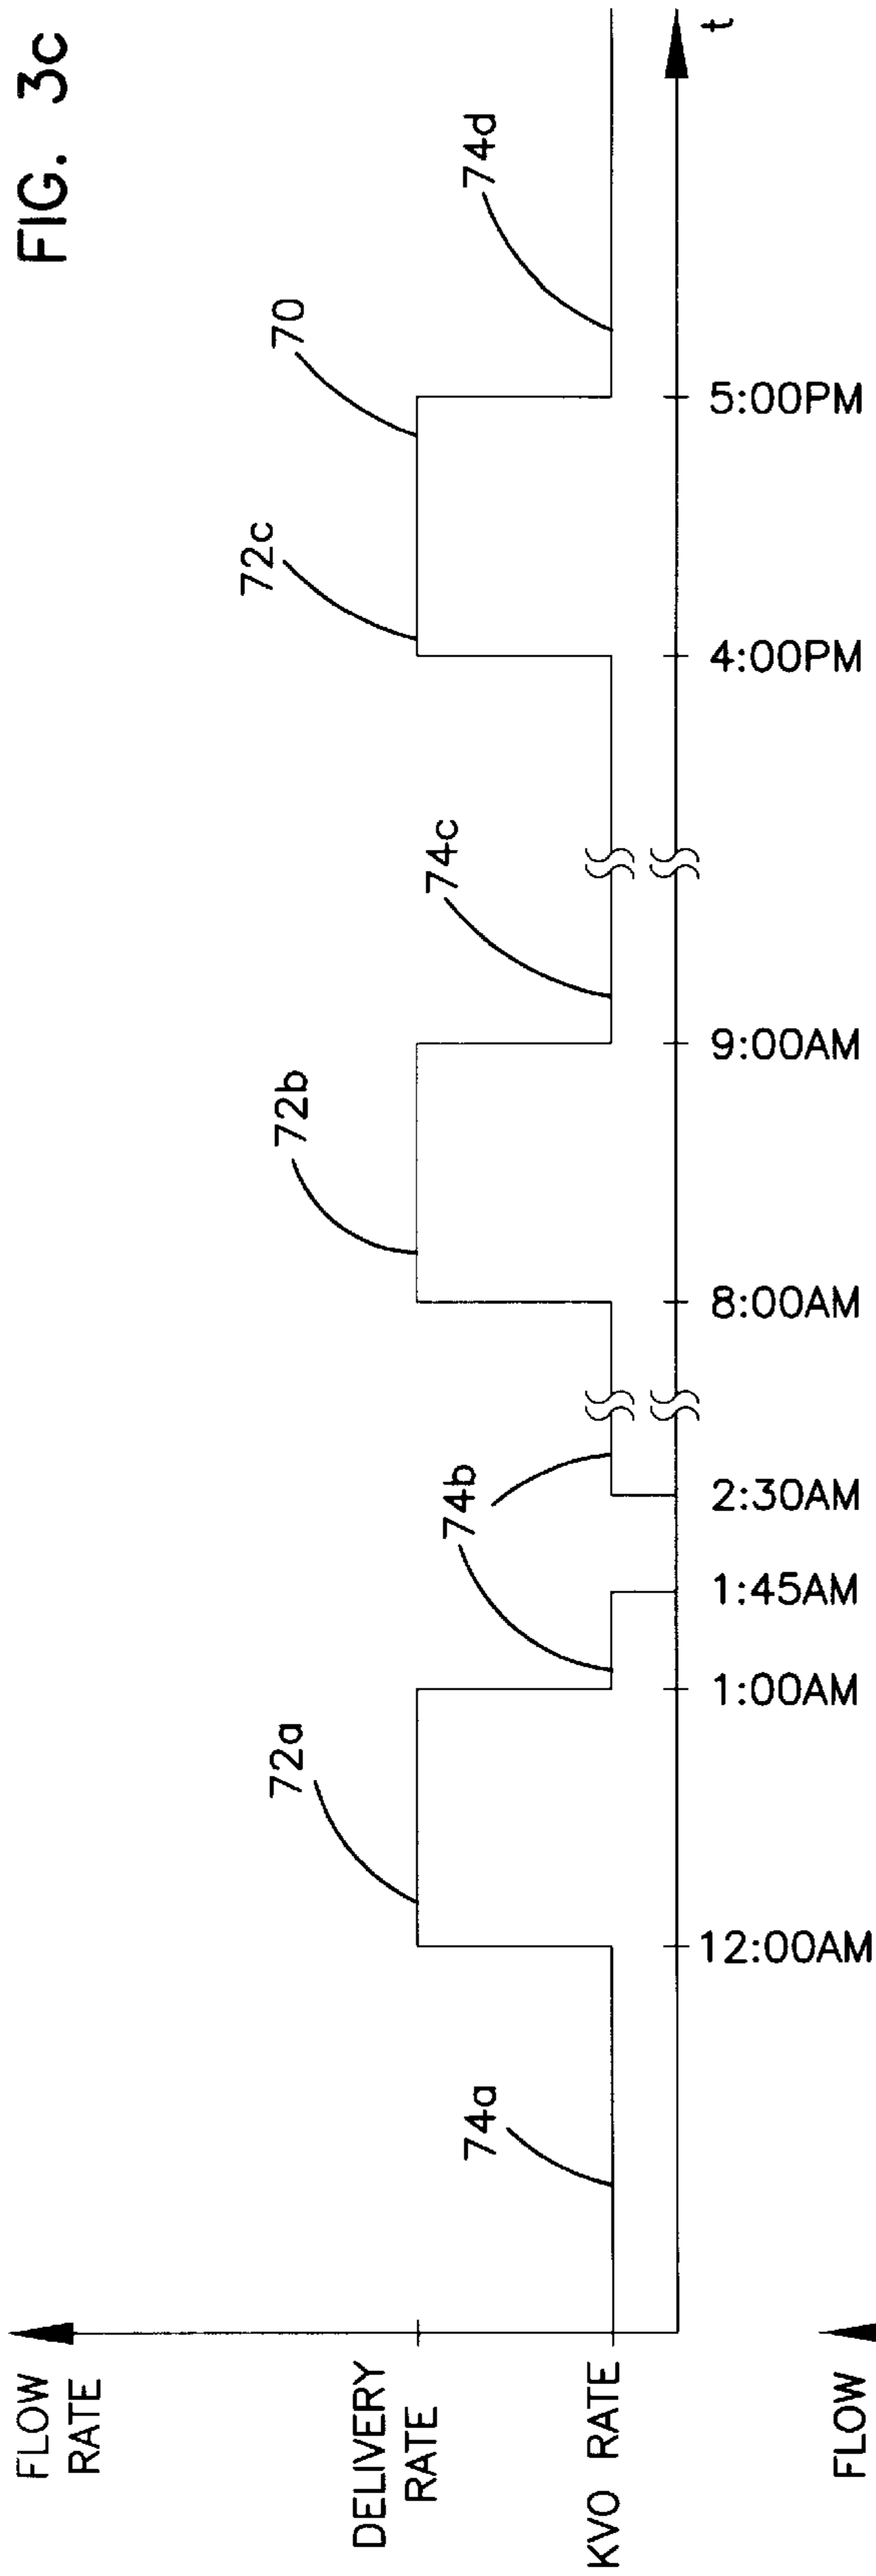 FIG. 3c
FLOW
RATE
70
72c
72b
72a
74d
74c
74b
74a
DELIVERY
RATE
KVO RATE
12:00AM
1:00AM
1:45AM
2:30AM
8:00AM
9:00AM
4:00PM
5:00PM
t
FLOW